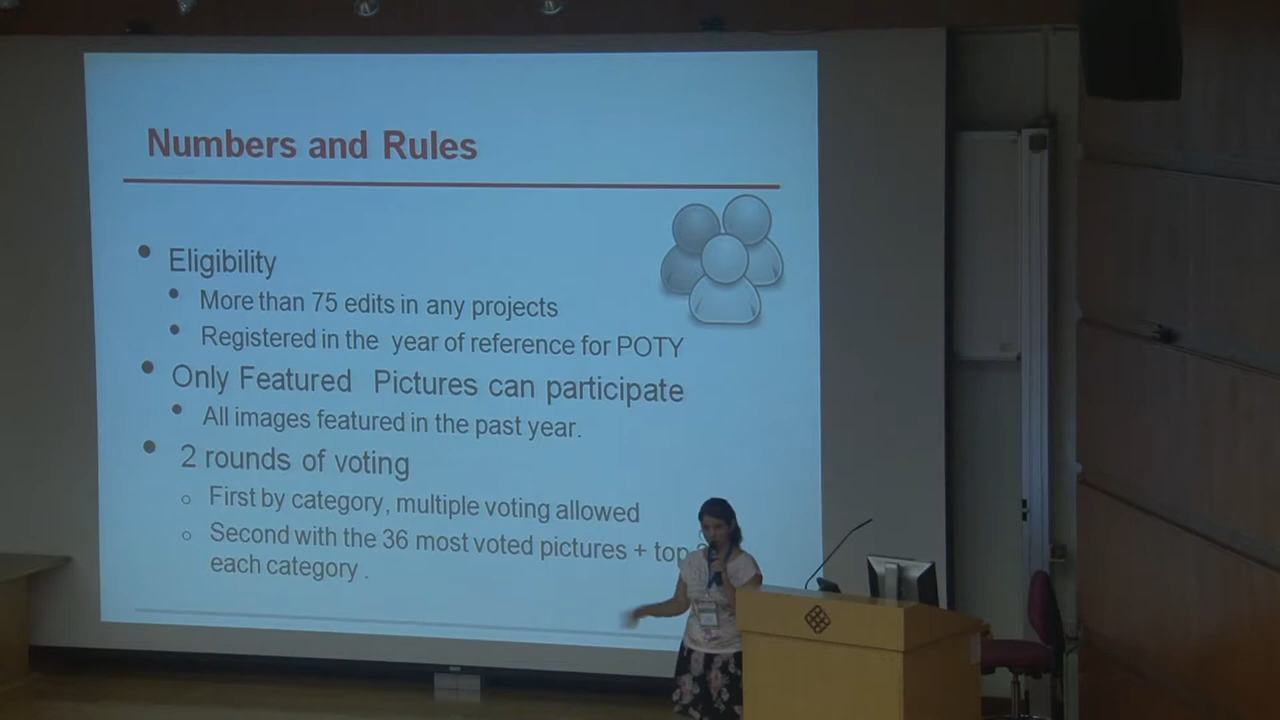 Numbers and Rules
Eligibility
More than 75 edits in any projects
Registered in the year of reference for POTY
Only Featured Pictures can participate
All images featured in the past year.
2 rounds of voting
First by category, multiple voting allowed
Second with the 36 most voted pictures + top
each category .